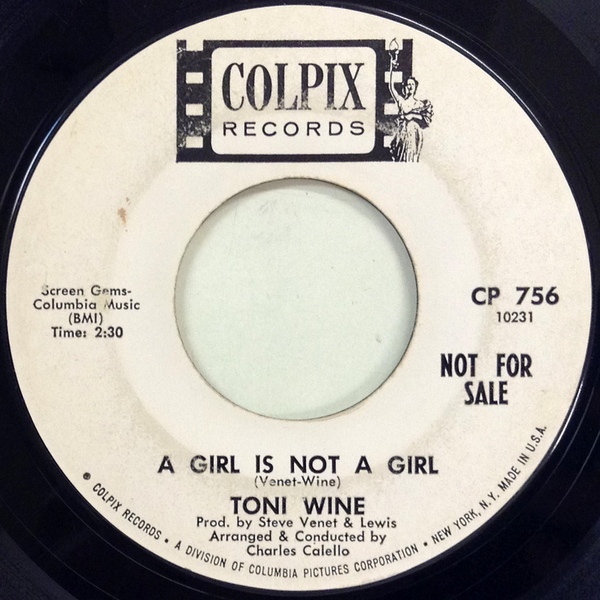 COLPIX
RECORDS
Screen Gems-
Columbia Music
(BMI)
Time: 2:30
CP 756
10231
NOT FOR
SALE
A GIRL IS NOT A GIRL
(Venet-Wine)
TONI WINE
Prod. by Steve Venet & Lewis
Arranged & Conducted by
Charles Calello
COLPIX RECORDS • A DIVISION OF COLUMBIA PICTURES CORPORATION • NEW YORK, N.Y. MADE IN U.S.A.